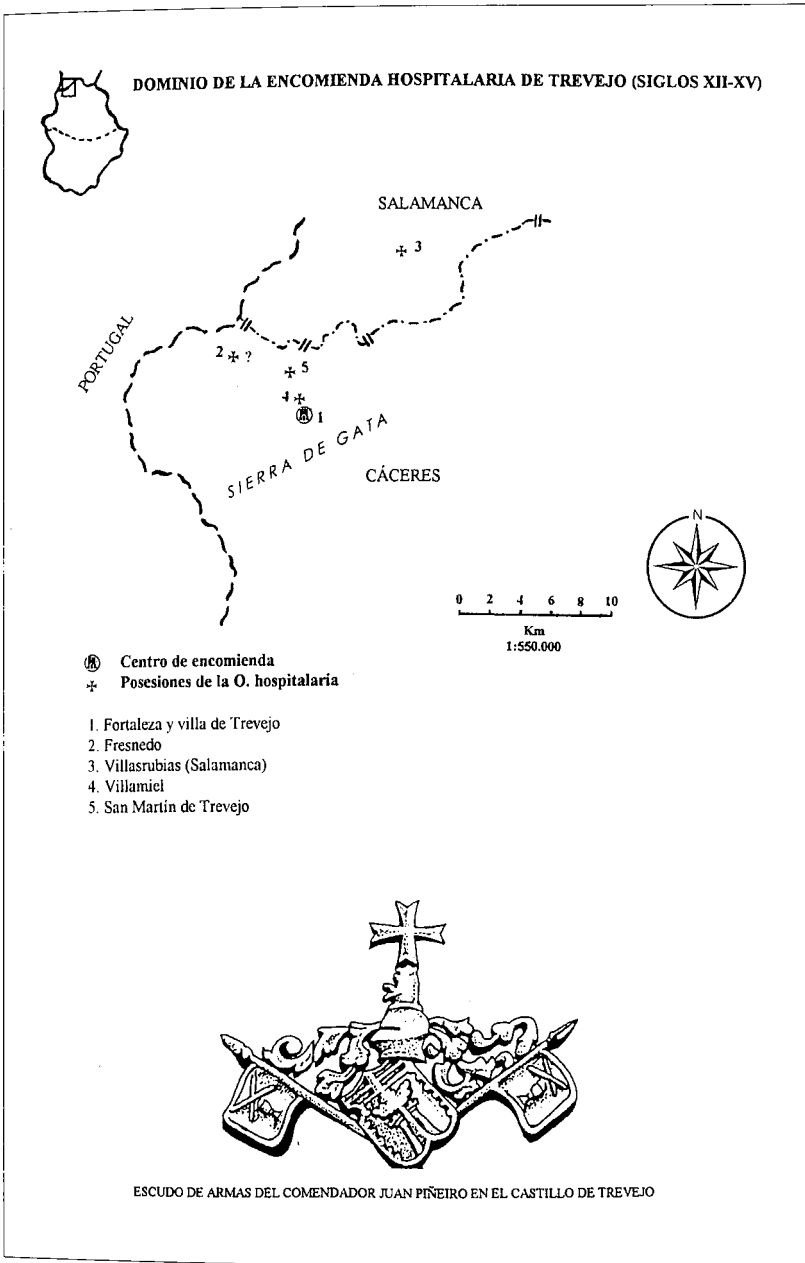 DOMINIO DE LA ENCOMIENDA HOSPITALARIA DE TREVEJO (SIGLOS XII-XV)
SALAMANCA
3
PORTUGAL
2 ?
5
4
1
SIERRA DE GATA
CÁCERES
N
0 2 4 6 8 10
Km
1:550.000
Centro de encomienda
Posesiones de la O. hospitalaria
1. Fortaleza y villa de Trevejo
2. Fresnedo
3. Villasrubias (Salamanca)
4. Villamiel
5. San Martín de Trevejo
ESCUDO DE ARMAS DEL COMENDADOR JUAN PIÑEIRO EN EL CASTILLO DE TREVEJO